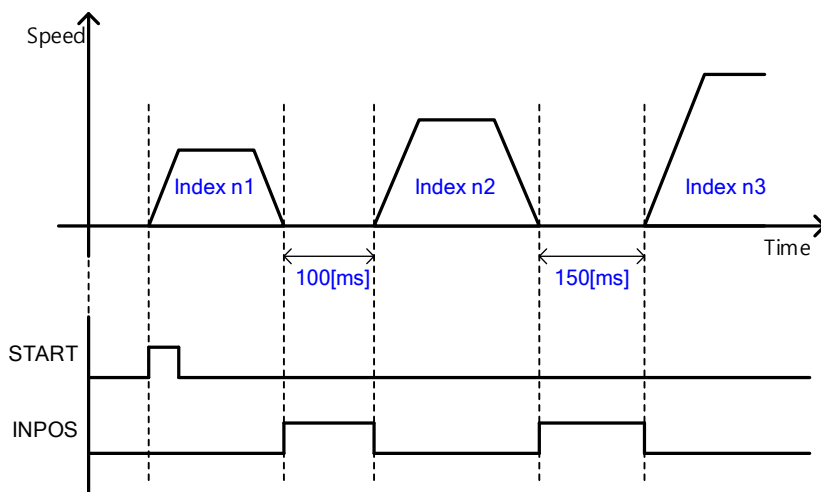 Speed
Index n1
Index n2
Index n3
Time
100[ms]
150[ms]
START
INPOS